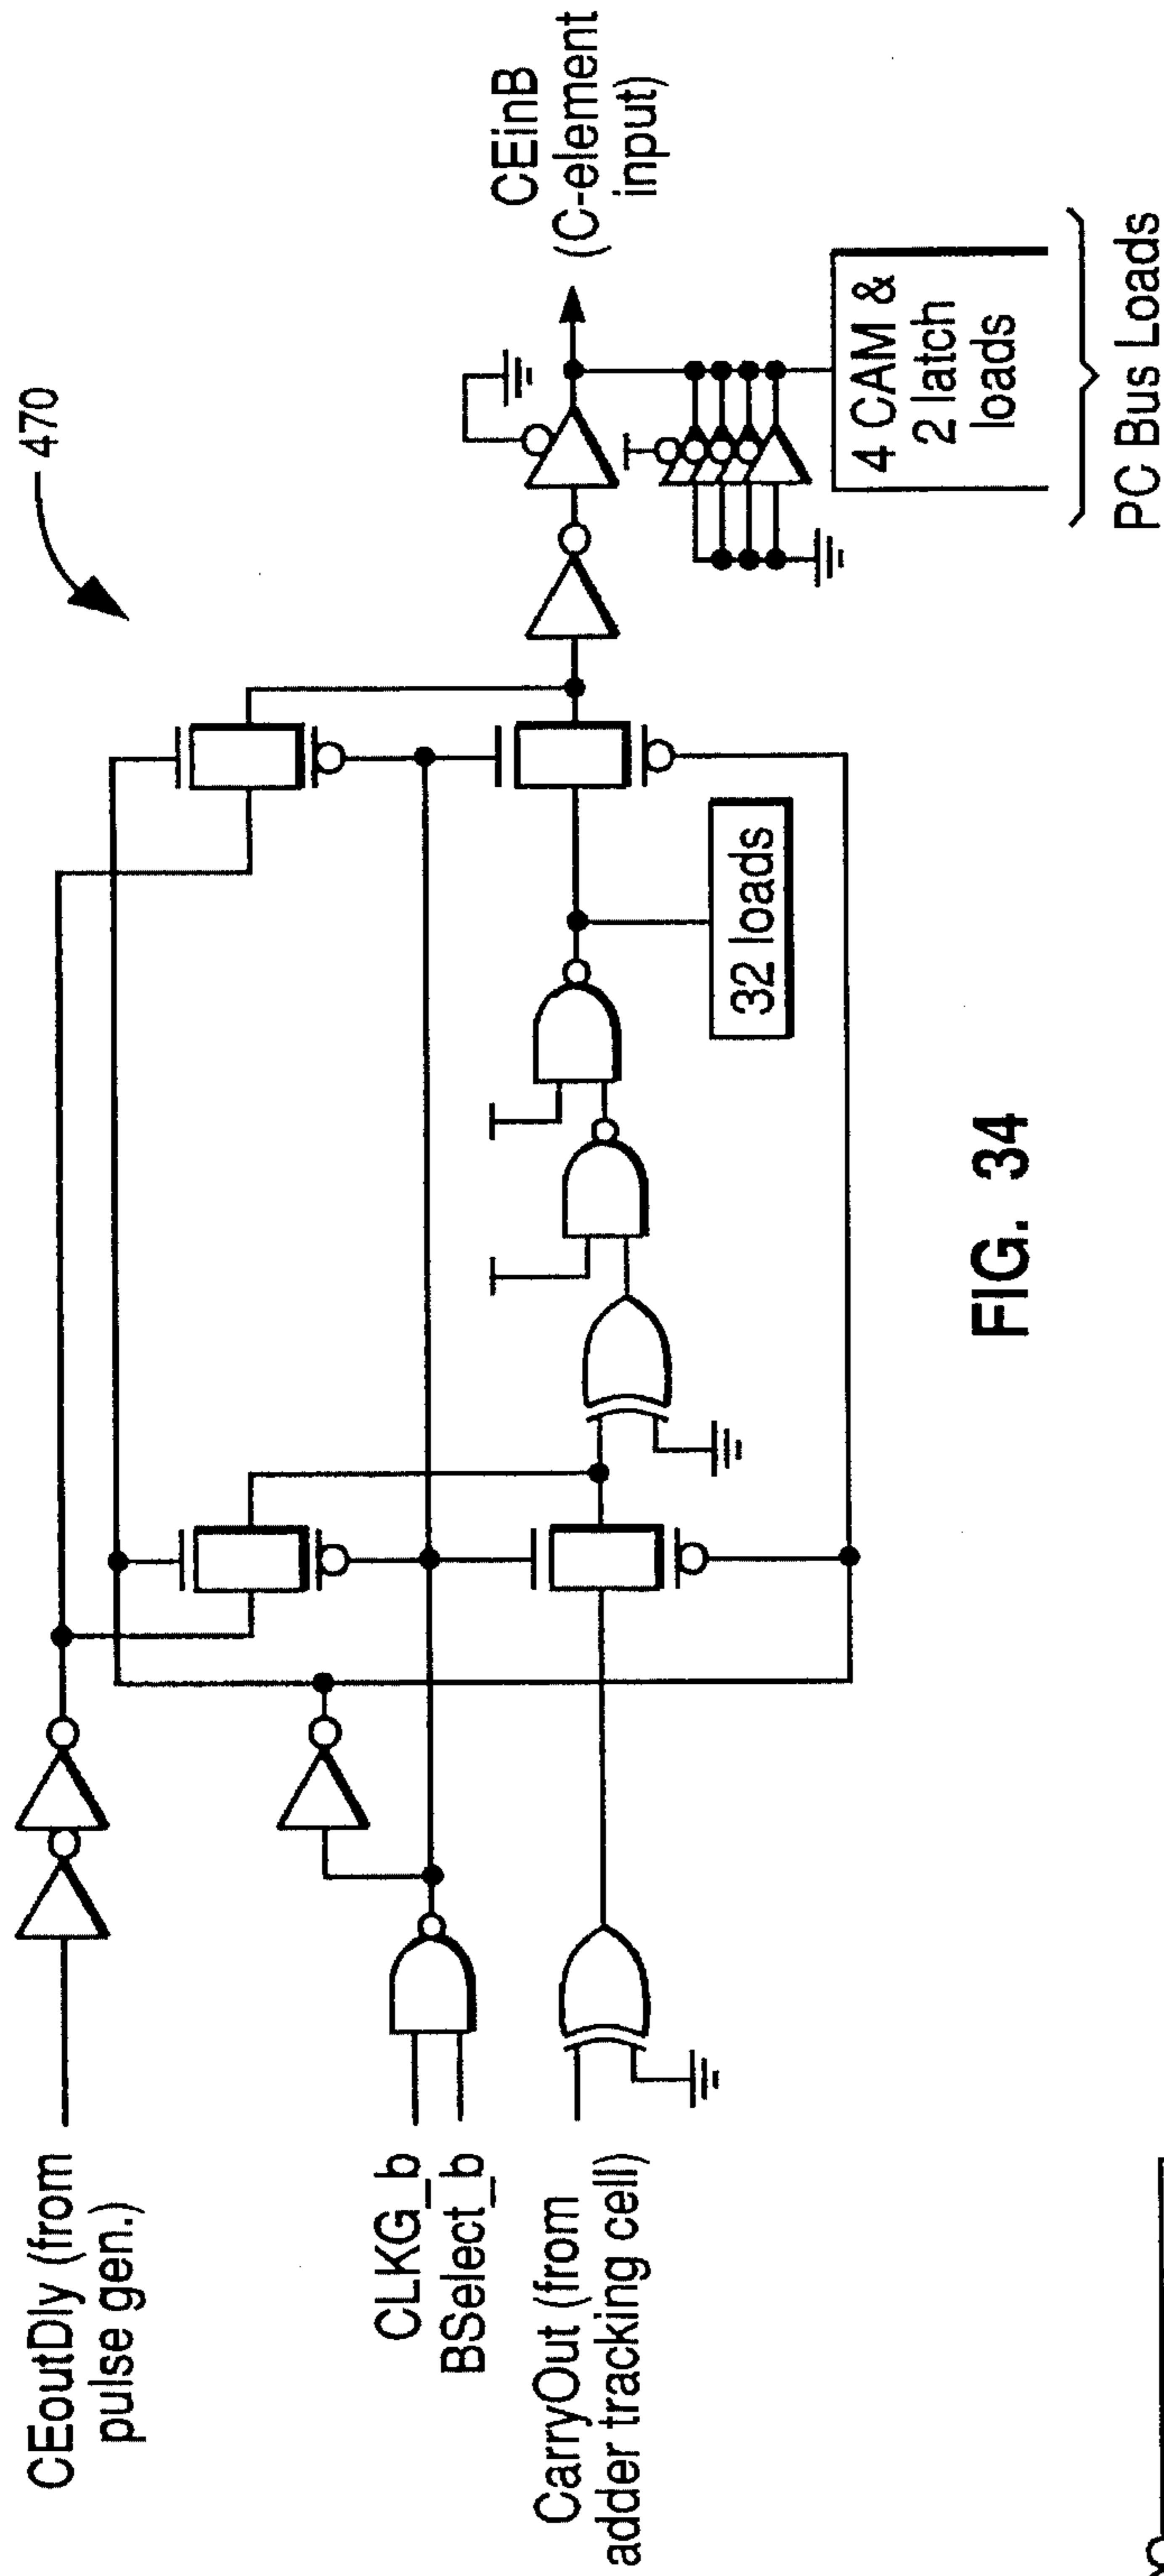 470
CEoutDly (from
pulse gen.)
CLKG_b
BSelect_b
CarryOut (from
adder tracking cell)
32 loads
CEinB
(C-element
input)
4 CAM &
2 latch
loads
PC Bus Loads
FIG. 34